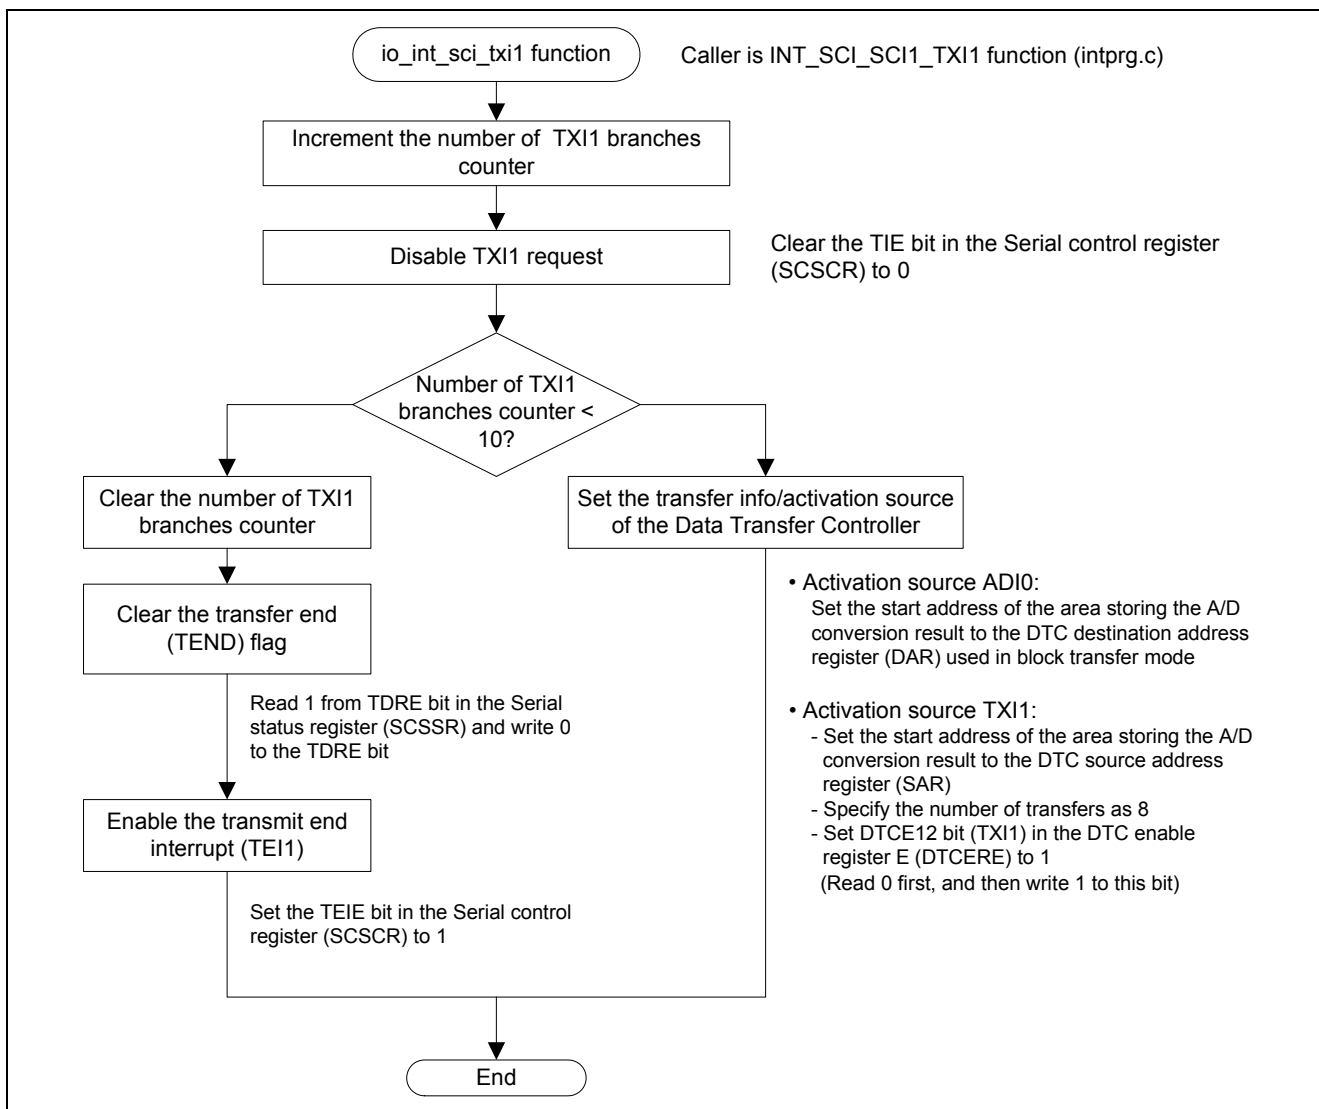 io_int_sci_txi1 function
Caller is INT_SCI_SCI1_TXI1 function (intprg.c)
Increment the number of TXI1 branches
counter
Disable TXI1 request
Clear the TIE bit in the Serial control register
(SCSCR) to 0
Number of TXI1
branches counter <
10?
Clear the number of TXI1
branches counter
Set the transfer info/activation source
of the Data Transfer Controller
Clear the transfer end
(TEND) flag
Read 1 from TDRE bit in the Serial
status register (SCSSR) and write 0
to the TDRE bit
Enable the transmit end
interrupt (TEI1)
Set the TEIE bit in the Serial control
register (SCSCR) to 1
• Activation source ADI0:
Set the start address of the area storing the A/D
conversion result to the DTC destination address
register (DAR) used in block transfer mode
• Activation source TXI1:
- Set the start address of the area storing the A/D
conversion result to the DTC source address
register (SAR)
- Specify the number of transfers as 8
- Set DTCE12 bit (TXI1) in the DTC enable
register E (DTCERE) to 1
(Read 0 first, and then write 1 to this bit)
End